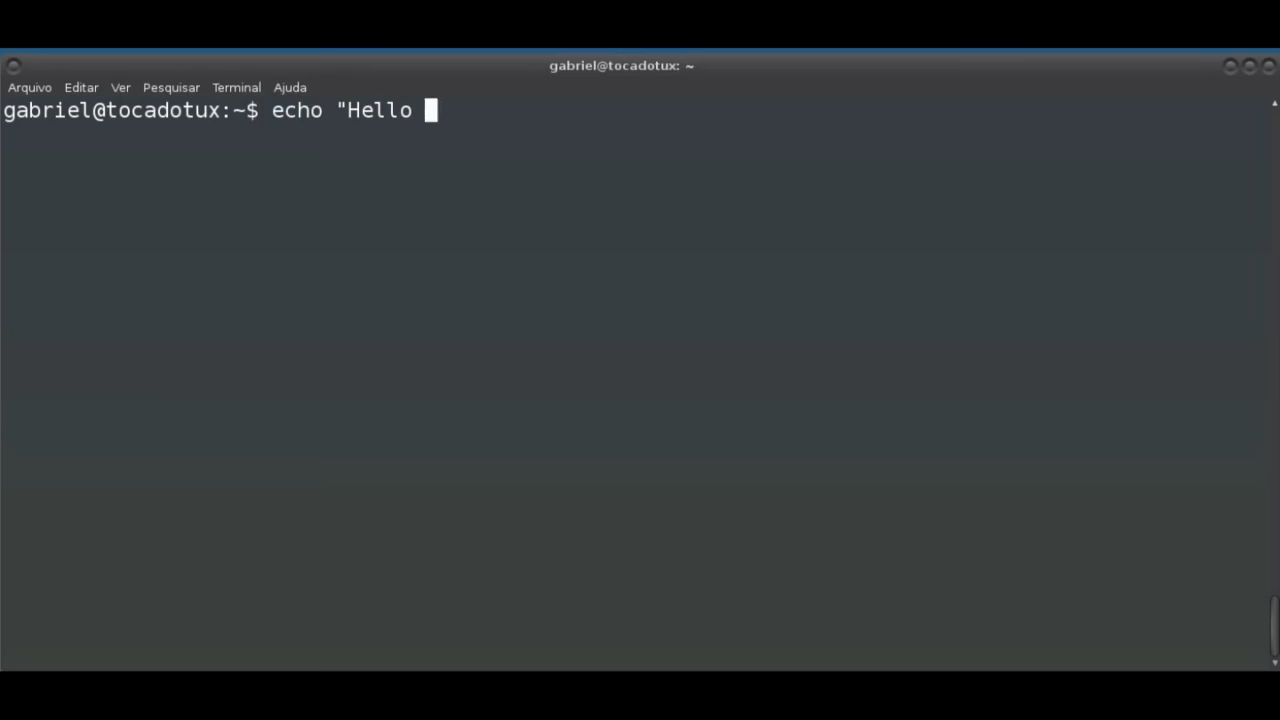 gabriel@tocadotux: ~
Arquivo Editar Ver Pesquisar Terminal Ajuda
gabriel@tocadotux:~$ echo "Hello